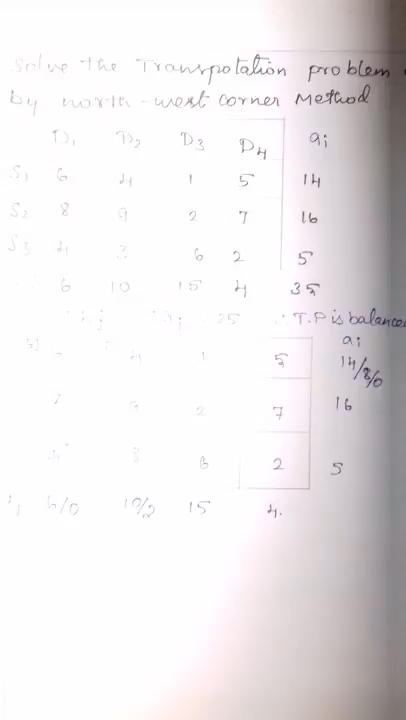 Solve the Transpotation problem
by north-west corner Method
D1 D2 D3 D4 ai
S1 6 4 1 5 14
S2 8 9 2 7 16
S3 4 3 6 2 5
6 10 15 4 35
∴ T.P is balanced
ai
S1 4 1 5 14/8/0
9 2 7 16
4 3 6 2 5
6/0 10/2 15 4.